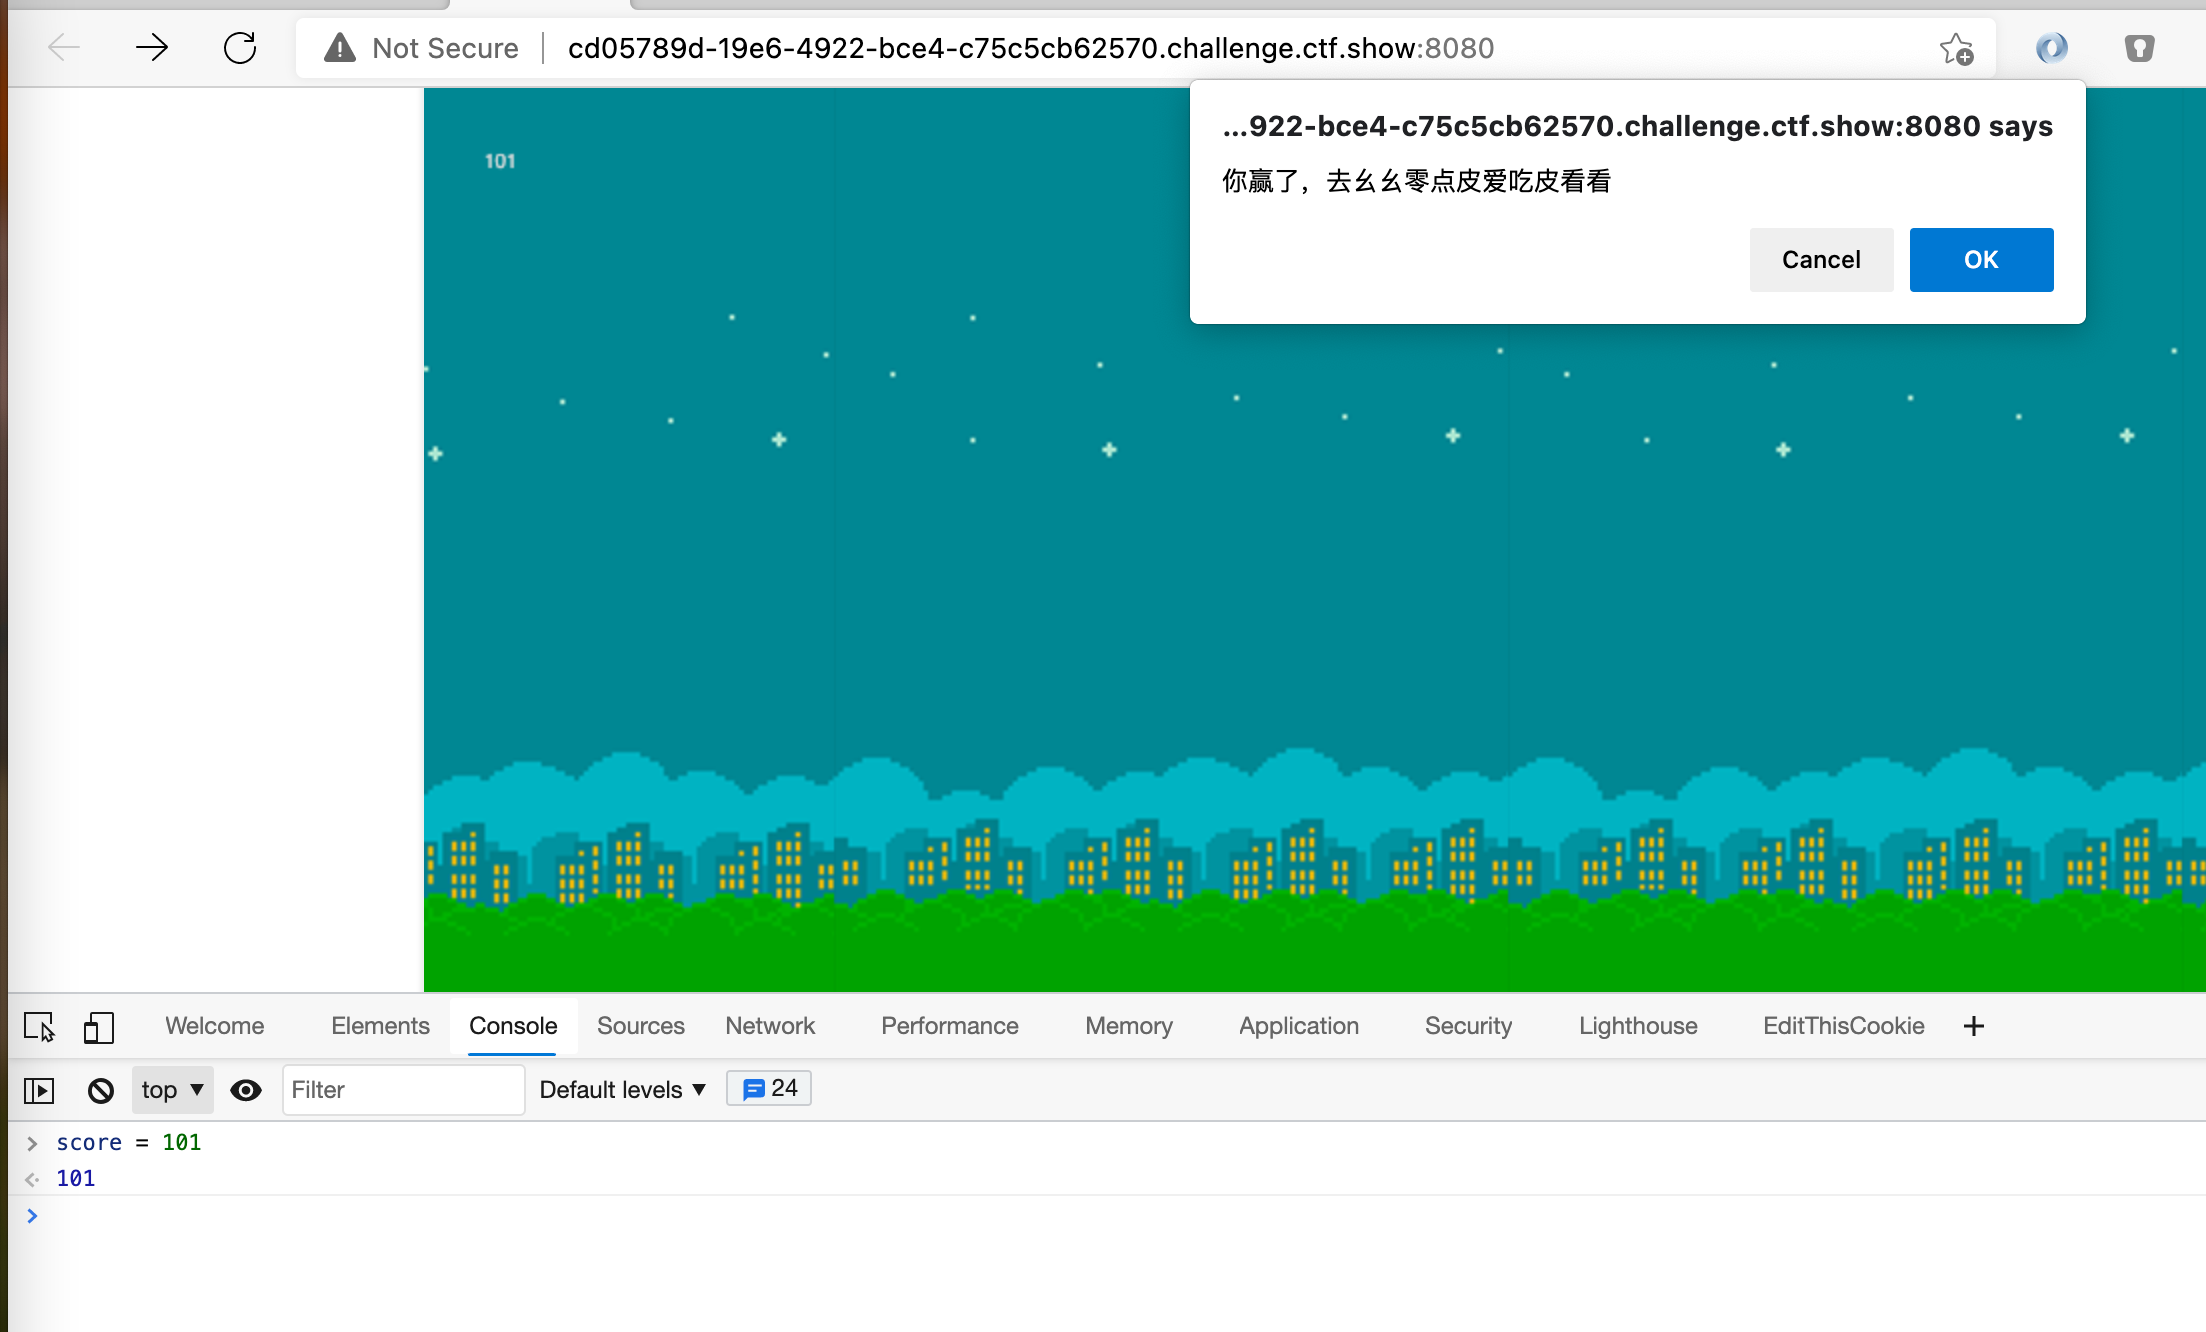 Not Secure
cd05789d-19e6-4922-bce4-c75c5cb62570.challenge.ctf.show:8080
...922-bce4-c75c5cb62570.challenge.ctf.show:8080 says
你赢了，去幺幺零点皮爱吃皮看看
Cancel OK
101
Welcome Elements Console Sources Network Performance Memory Application Security Lighthouse EditThisCookie
top Filter Default levels 24
score = 101
101